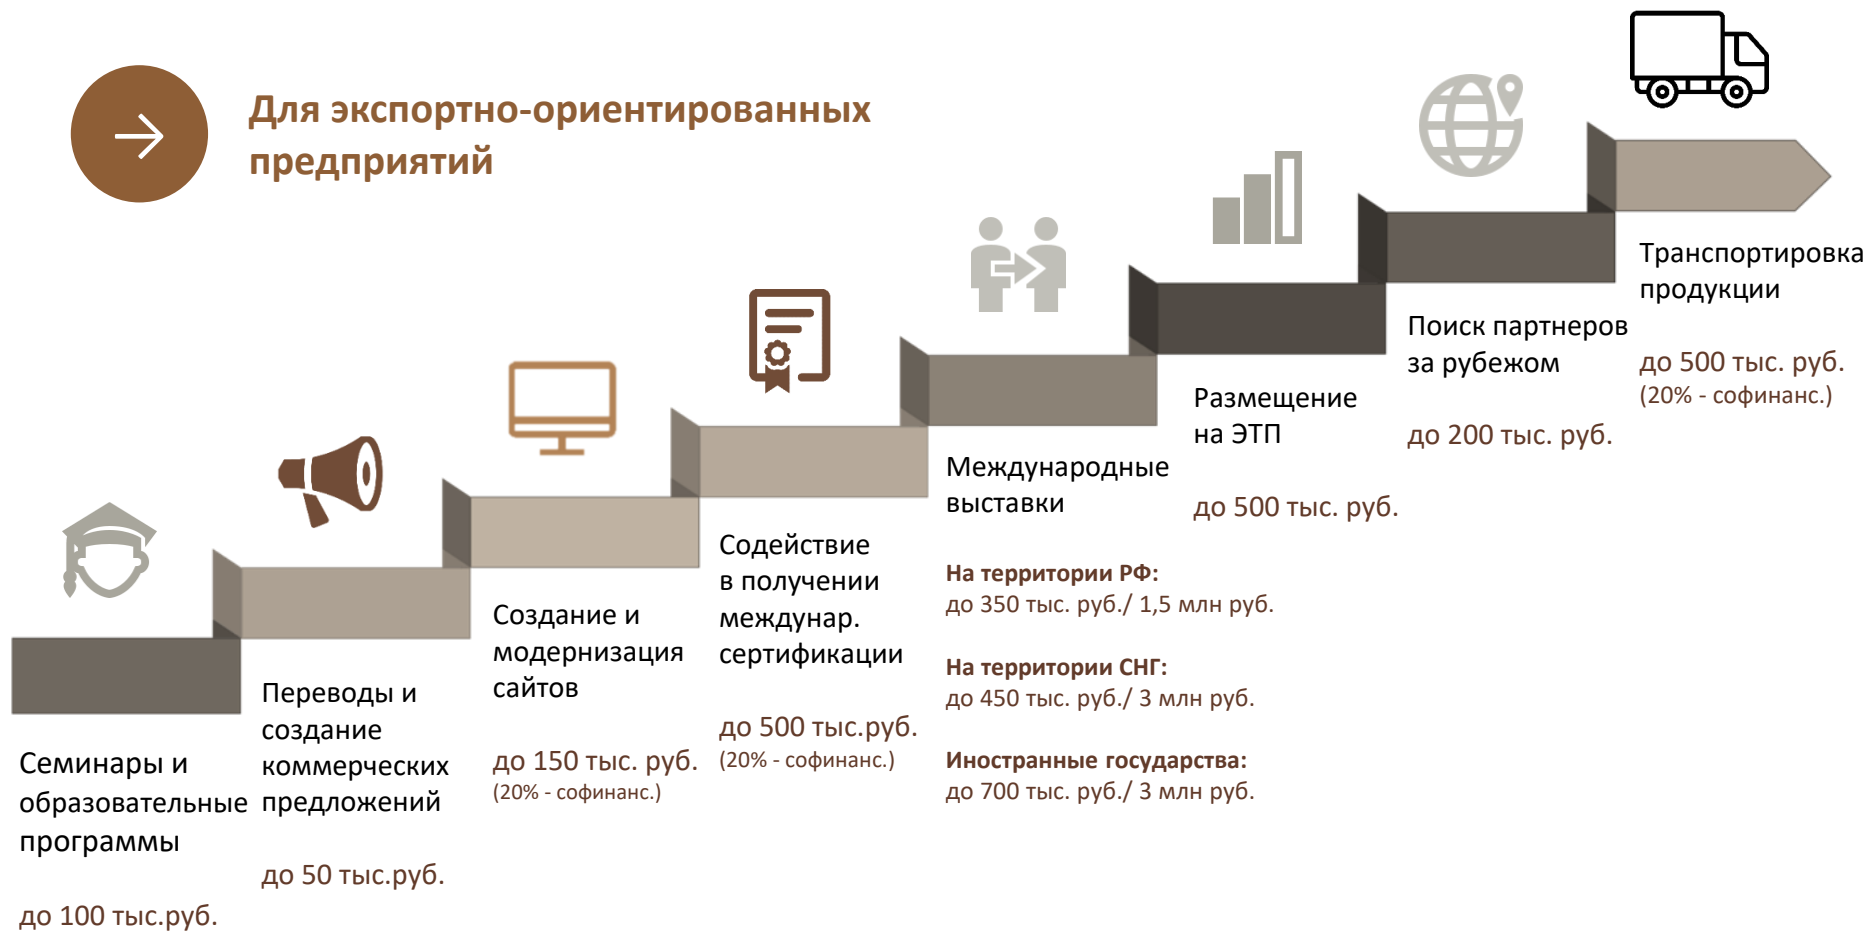 Для экспортно-ориентированных
предприятий
Семинары и
образовательные
программы
до 100 тыс.руб.
Переводы и
создание
коммерческих
предложений
до 50 тыс.руб.
Создание и
модернизация
сайтов
до 150 тыс. руб.
(20% - софинанс.)
Содействие
в получении
междунар.
сертификации
до 500 тыс.руб.
(20% - софинанс.)
Международные
выставки
На территории РФ:
до 350 тыс. руб./ 1,5 млн руб.
На территории СНГ:
до 450 тыс. руб./ 3 млн руб.
Иностранные государства:
до 700 тыс. руб./ 3 млн руб.
Размещение
на ЭТП
до 500 тыс. руб.
Поиск партнеров
за рубежом
до 200 тыс. руб.
Транспортировка
продукции
до 500 тыс. руб.
(20% - софинанс.)